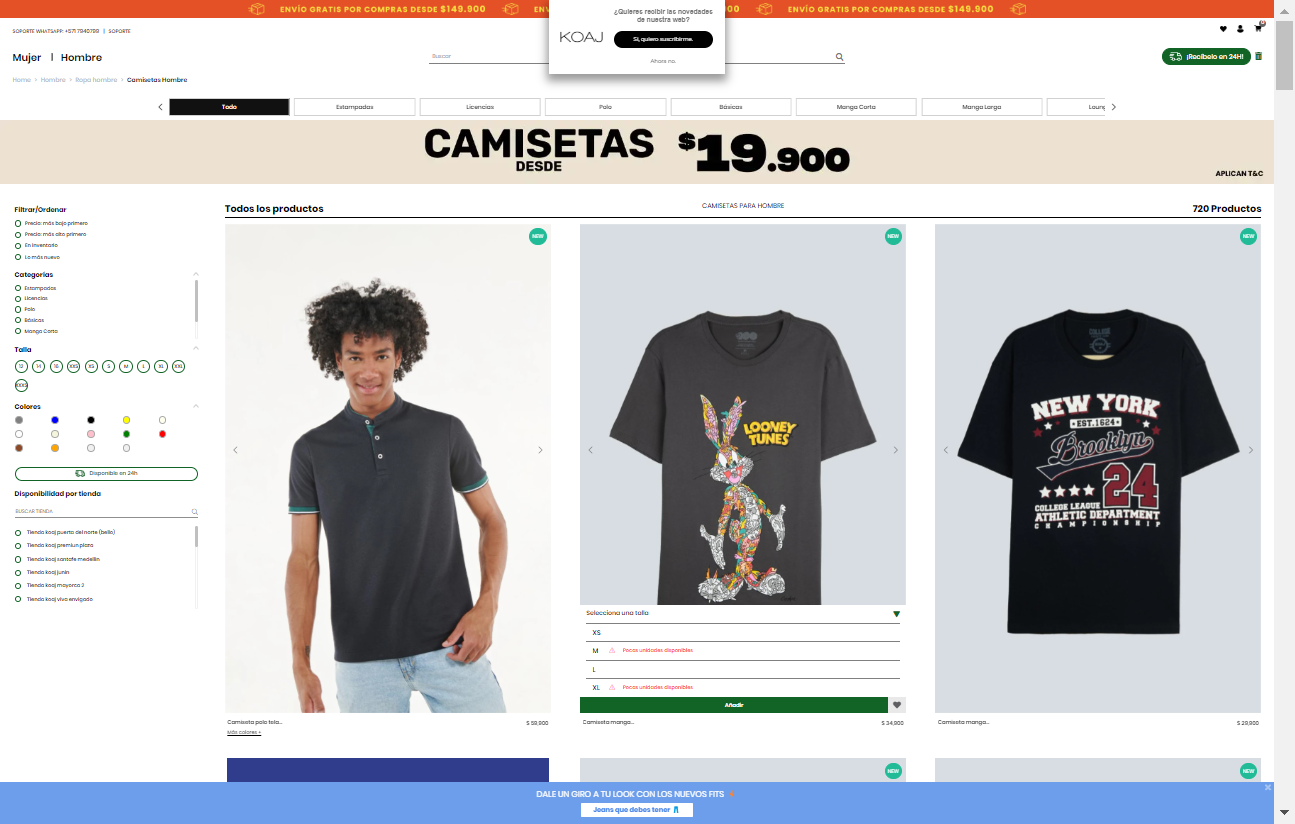 ENVÍO GRATIS POR COMPRAS DESDE $149.900
ENVÍO GRATIS POR COMPRAS DESDE $149.900
¿Quieres recibir las novedades
de nuestra web?
KOAJ
Sí, quiero suscribirme.
Ahora no.
SOPORTE WHATSAPP: +571 7940799 | SOPORTE
0
Mujer | Hombre
Buscar
¡Recíbelo en 24H!
Home > Hombre > Ropa hombre > Camisetas Hombre
Todo
Estampadas
Licencias
Polo
Básicas
Manga Corta
Manga Larga
Loung
CAMISETAS
DESDE
$19.900
APLICAN T&C
Filtrar/Ordenar
Precio: más bajo primero
Precio: más alto primero
En inventario
Lo más nuevo
Categorías
Estampadas
Licencias
Polo
Básicas
Manga Corta
Talla
12 14 16 XXS XS S M L XL XXL
XXXS
Colores
Disponible en 24h
Disponibilidad por tienda
BUSCAR TIENDA
Tienda koaj puerta del norte (bello)
Tienda koaj premium plaza
Tienda koaj santafe medellin
Tienda koaj junin
Tienda koaj mayorca 2
Tienda koaj viva envigado
Todos los productos
CAMISETAS PARA HOMBRE
720 Productos
NEW
NEW
NEW
LOONEY
TUNES
COLLEGE
NEW YORK
EST. 1624
Brooklyn
24
COLLEGE LEAGUE
ATHLETIC DEPARTMENT
CHAMPIONSHIP
Selecciona una talla
XS
M Pocas unidades disponibles
L
XL Pocas unidades disponibles
Añadir
Camiseta polo tela...
$ 59,900
Más colores +
Camiseta manga...
$ 34,900
Camiseta manga...
$ 29,900
NEW
NEW
DALE UN GIRO A TU LOOK CON LOS NUEVOS FITS
Jeans que debes tener